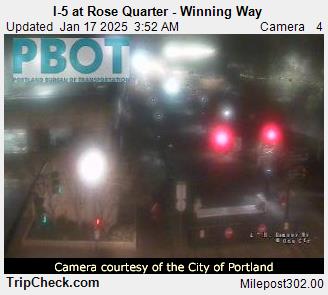 I-5 at Rose Quarter - Winning Way
Updated Jan 17 2025 3:52 AM Camera 4
PBOT
PORTLAND BUREAU OF TRANSPORTATION
Camera courtesy of the City of Portland
TripCheck.com Milepost302.00